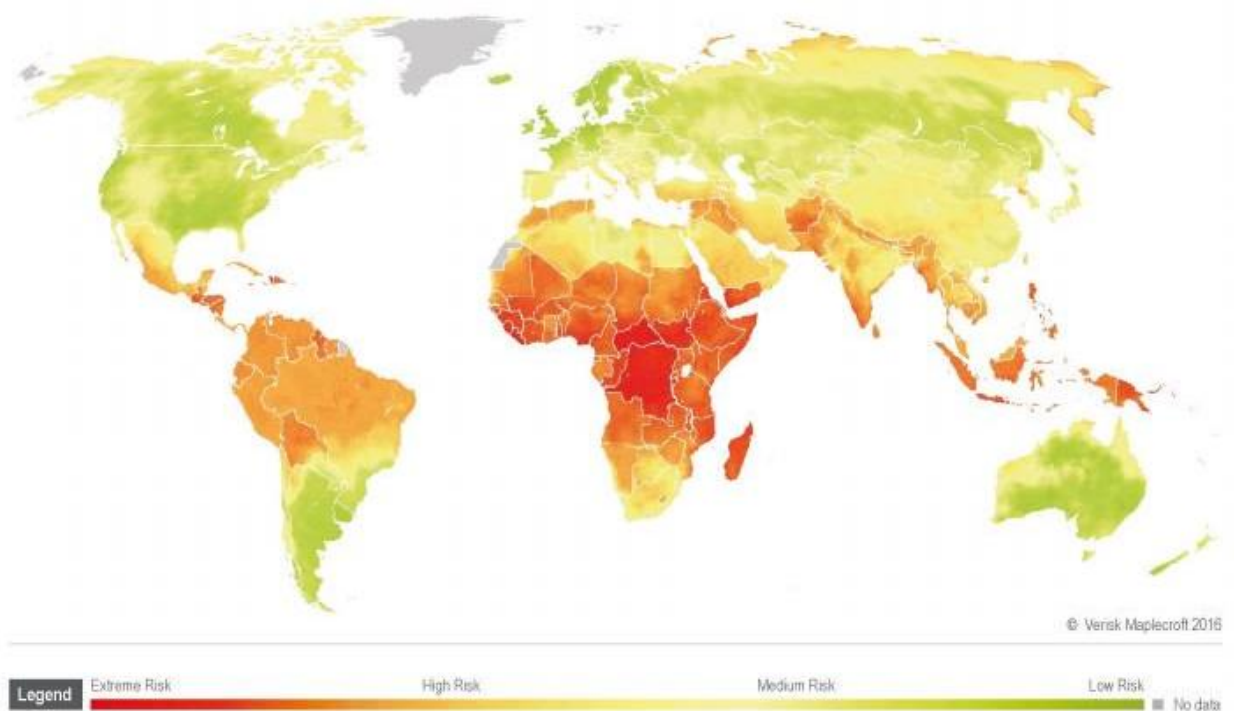 © Verisk Maplecroft 2016
Legend
Extreme Risk
High Risk
Medium Risk
Low Risk
No data